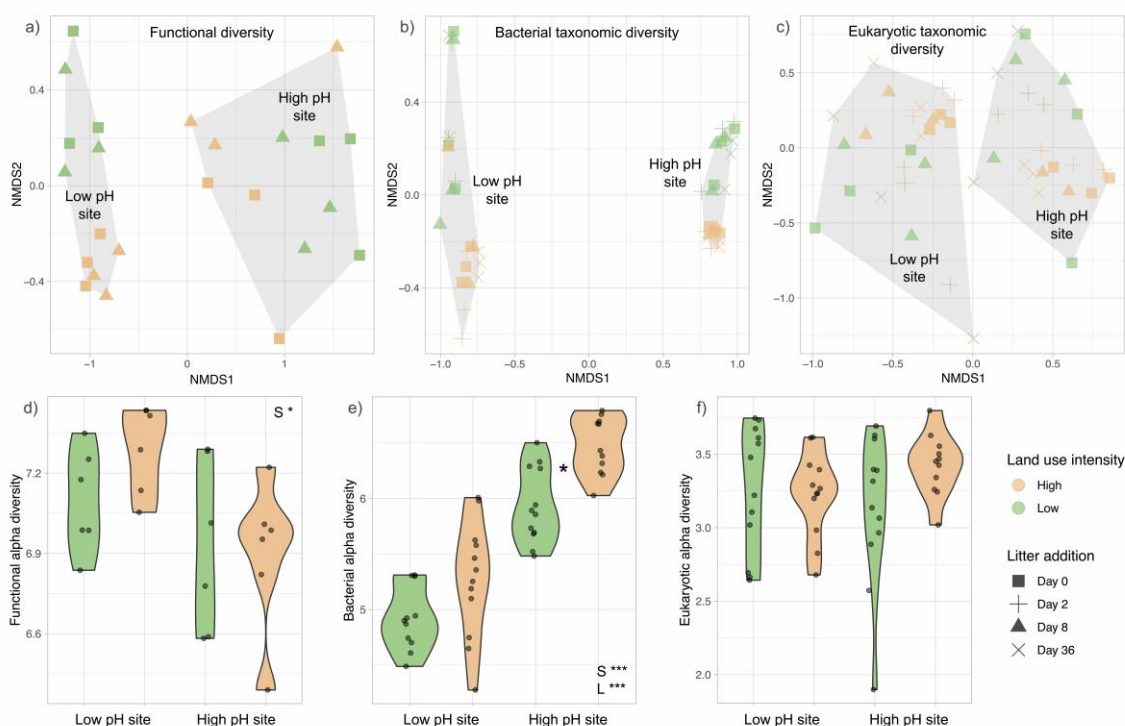 a)
Functional diversity
Low pH
site
High pH
site
NMDS2
0.4
0.0
−0.4
−1
0
1
NMDS1
b)
Bacterial taxonomic diversity
Low pH
site
High pH
site
NMDS2
0.4
0.0
−0.4
−1.0
−0.5
0.0
0.5
1.0
NMDS1
c)
Eukaryotic taxonomic
diversity
Low pH
site
High pH
site
NMDS2
0.5
0.0
−0.5
−1.0
−1.0
−0.5
0.0
0.5
NMDS1
d)
S *
Functional alpha diversity
7.2
6.9
6.6
Low pH site
High pH site
e)
*
Bacterial alpha diversity
6
5
S ***
L ***
Low pH site
High pH site
f)
Eukaryotic alpha diversity
3.5
3.0
2.5
2.0
Low pH site
High pH site
Land use intensity
High
Low
Litter addition
Day 0
Day 2
Day 8
Day 36